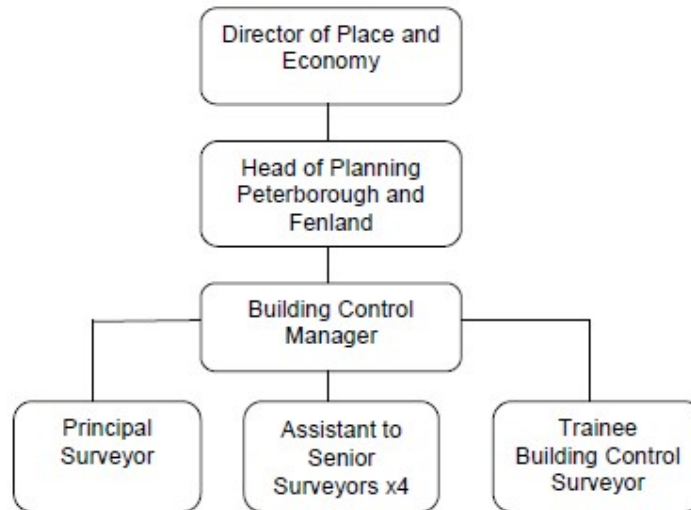 Director of Place and
Economy
Head of Planning
Peterborough and
Fenland
Building Control
Manager
Principal
Surveyor
Assistant to
Senior
Surveyors x4
Trainee
Building Control
Surveyor